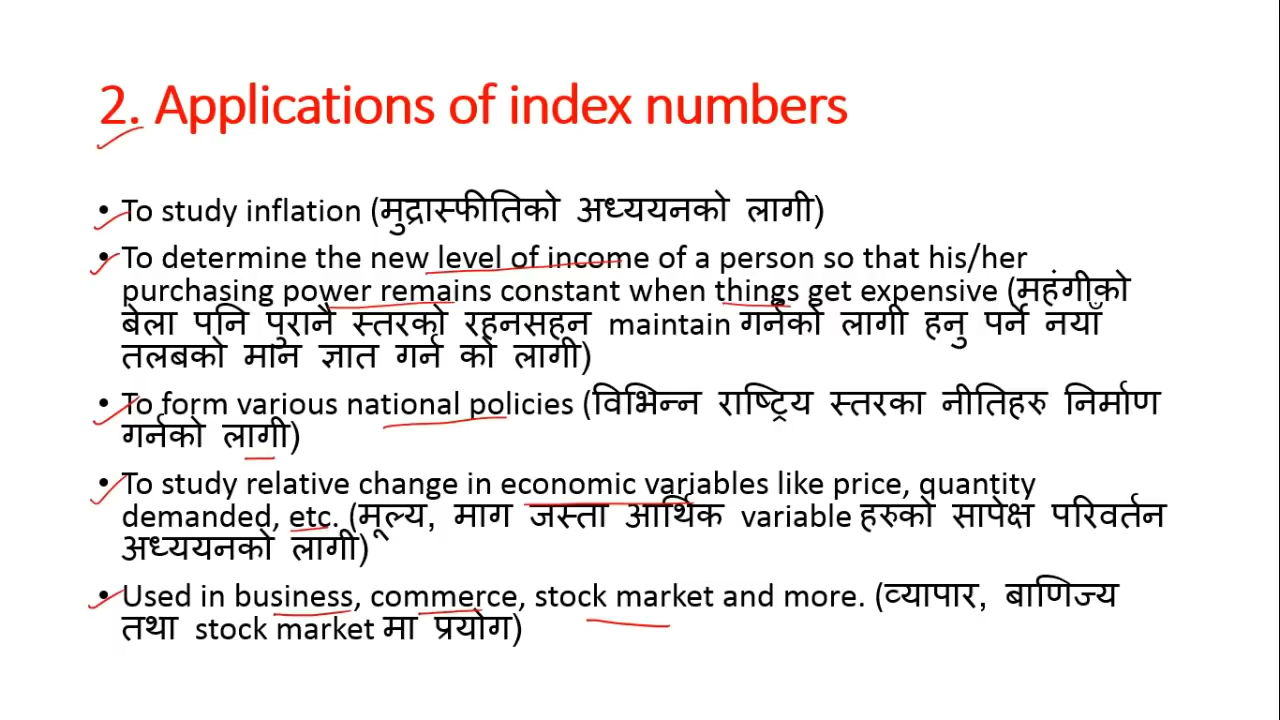 2. Applications of index numbers
• To study inflation (मुद्रास्फीतिको अध्ययनको लागी)
• To determine the new level of income of a person so that his/her
purchasing power remains constant when things get expensive (महंगीको
बेला पनि पुरानै स्तरको रहनसहन maintain गर्नको लागी हुनु पर्ने नयाँ
तलबको मान ज्ञात गर्न को लागी)
• To form various national policies (विभिन्न राष्ट्रिय स्तरका नीतिहरु निर्माण
गर्नको लागी)
• To study relative change in economic variables like price, quantity
demanded, etc. (मूल्य, माग जस्ता आर्थिक variable हरुको सापेक्ष परिवर्तन
अध्ययनको लागी)
• Used in business, commerce, stock market and more. (व्यापार, बाणिज्य
तथा stock market मा प्रयोग)